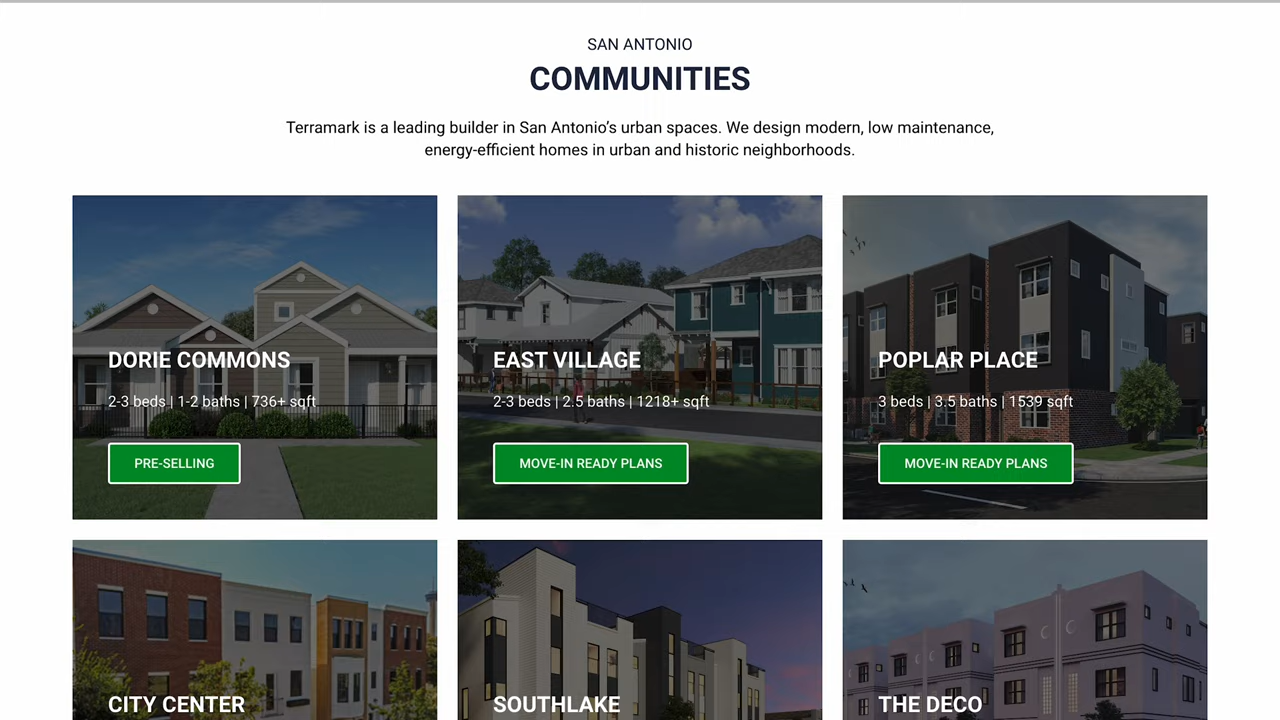 SAN ANTONIO
COMMUNITIES
Terramark is a leading builder in San Antonio’s urban spaces. We design modern, low maintenance,
energy-efficient homes in urban and historic neighborhoods.
DORIE COMMONS
2-3 beds | 1-2 baths | 736+ sqft
PRE-SELLING
EAST VILLAGE
2-3 beds | 2.5 baths | 1218+ sqft
MOVE-IN READY PLANS
POPLAR PLACE
3 beds | 3.5 baths | 1539 sqft
MOVE-IN READY PLANS
CITY CENTER
SOUTHLAKE
THE DECO